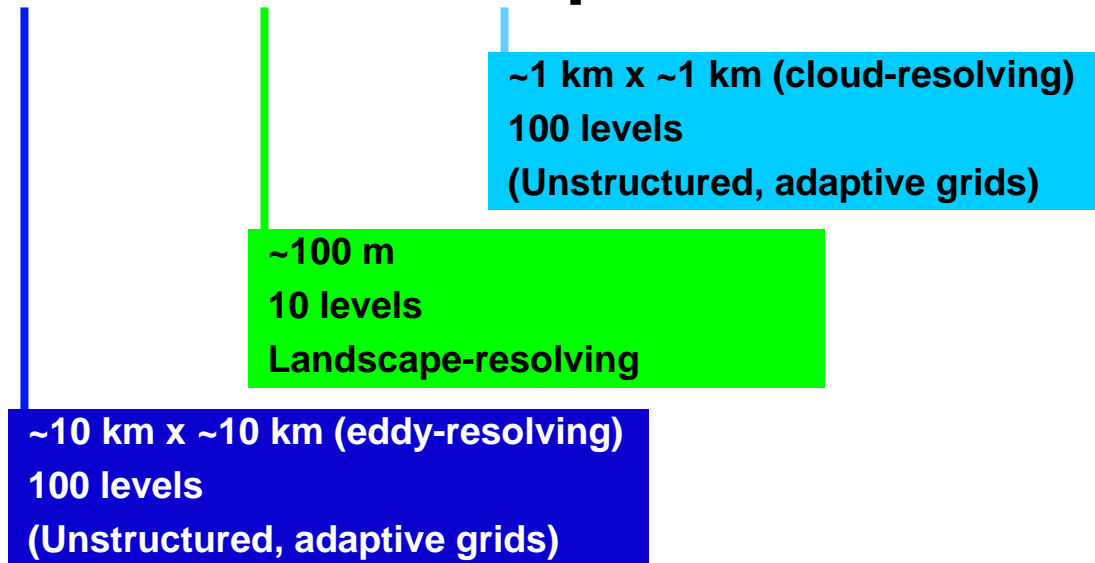 ~1 km x ~1 km (cloud-resolving)
100 levels
(Unstructured, adaptive grids)
~100 m
10 levels
Landscape-resolving
~10 km x ~10 km (eddy-resolving)
100 levels
(Unstructured, adaptive grids)